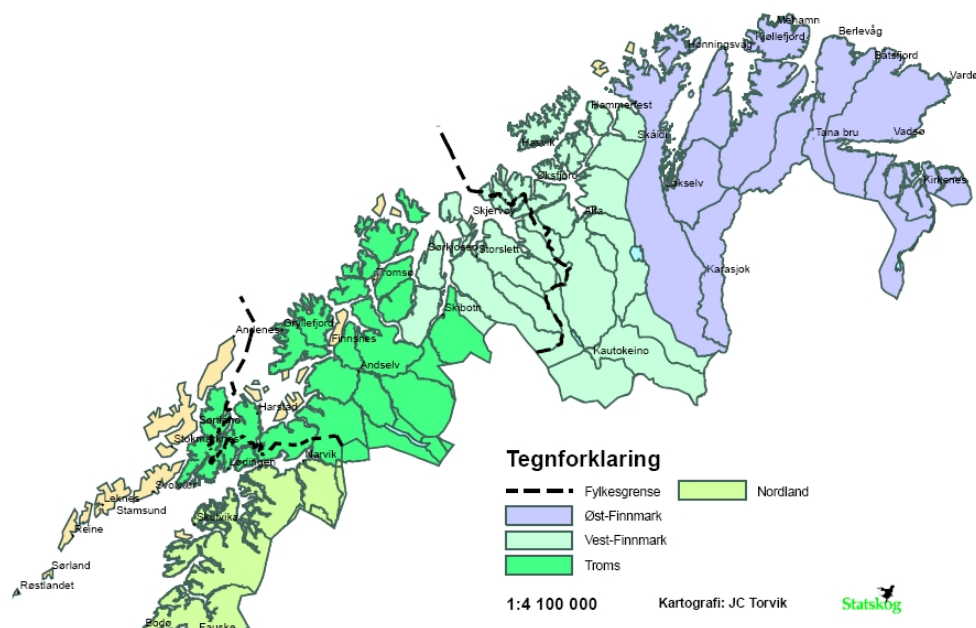 Mehamn
Kjøllefjord
Berlevåg
Honningsvåg
Båtsfjord
Vardø
Hammerfest
Hasvik
Skáidi
Tana bru
Vadsø
Øksfjord
Lakselv
Kirkenes
Skjervøy
Alta
Sørkjosen
Storslett
Karasjok
Tromsø
Skibotn
Andenes
Gryllefjord
Finnsnes
Kautokeino
Andselv
Harstad
Sortland
Stokmarknes
Lødingen
Narvik
Svolvær
Leknes
Stamsund
Reine
Skutvika
Sørland
Røstlandet
Bodø
Fauske
Tegnforklaring
Fylkesgrense
Nordland
Øst-Finnmark
Vest-Finnmark
Troms
1:4 100 000
Kartografi: JC Torvik
Statskog